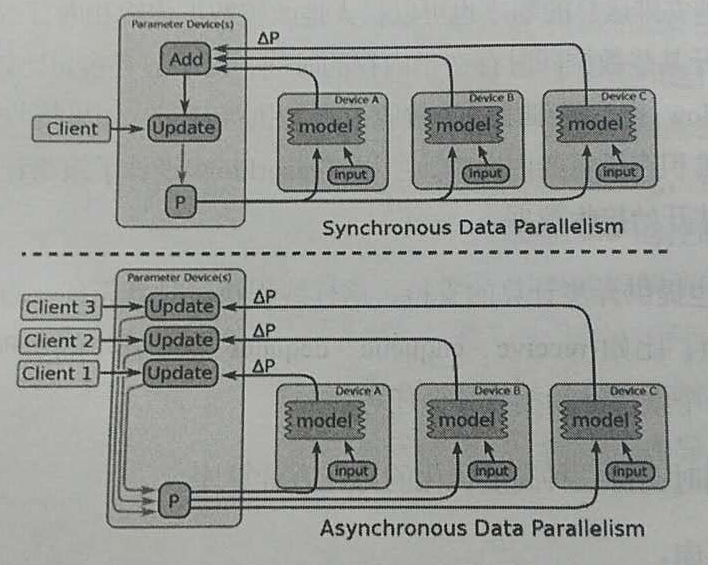 Parameter Device(s)
ΔP
Add
Client
Update
P
Device A
model
input
Device B
model
input
Device C
model
input
Synchronous Data Parallelism
Parameter Device(s)
Client 3
Update
ΔP
Client 2
Update
ΔP
Client 1
Update
ΔP
Device A
model
input
Device B
model
input
Device C
model
input
P
Asynchronous Data Parallelism